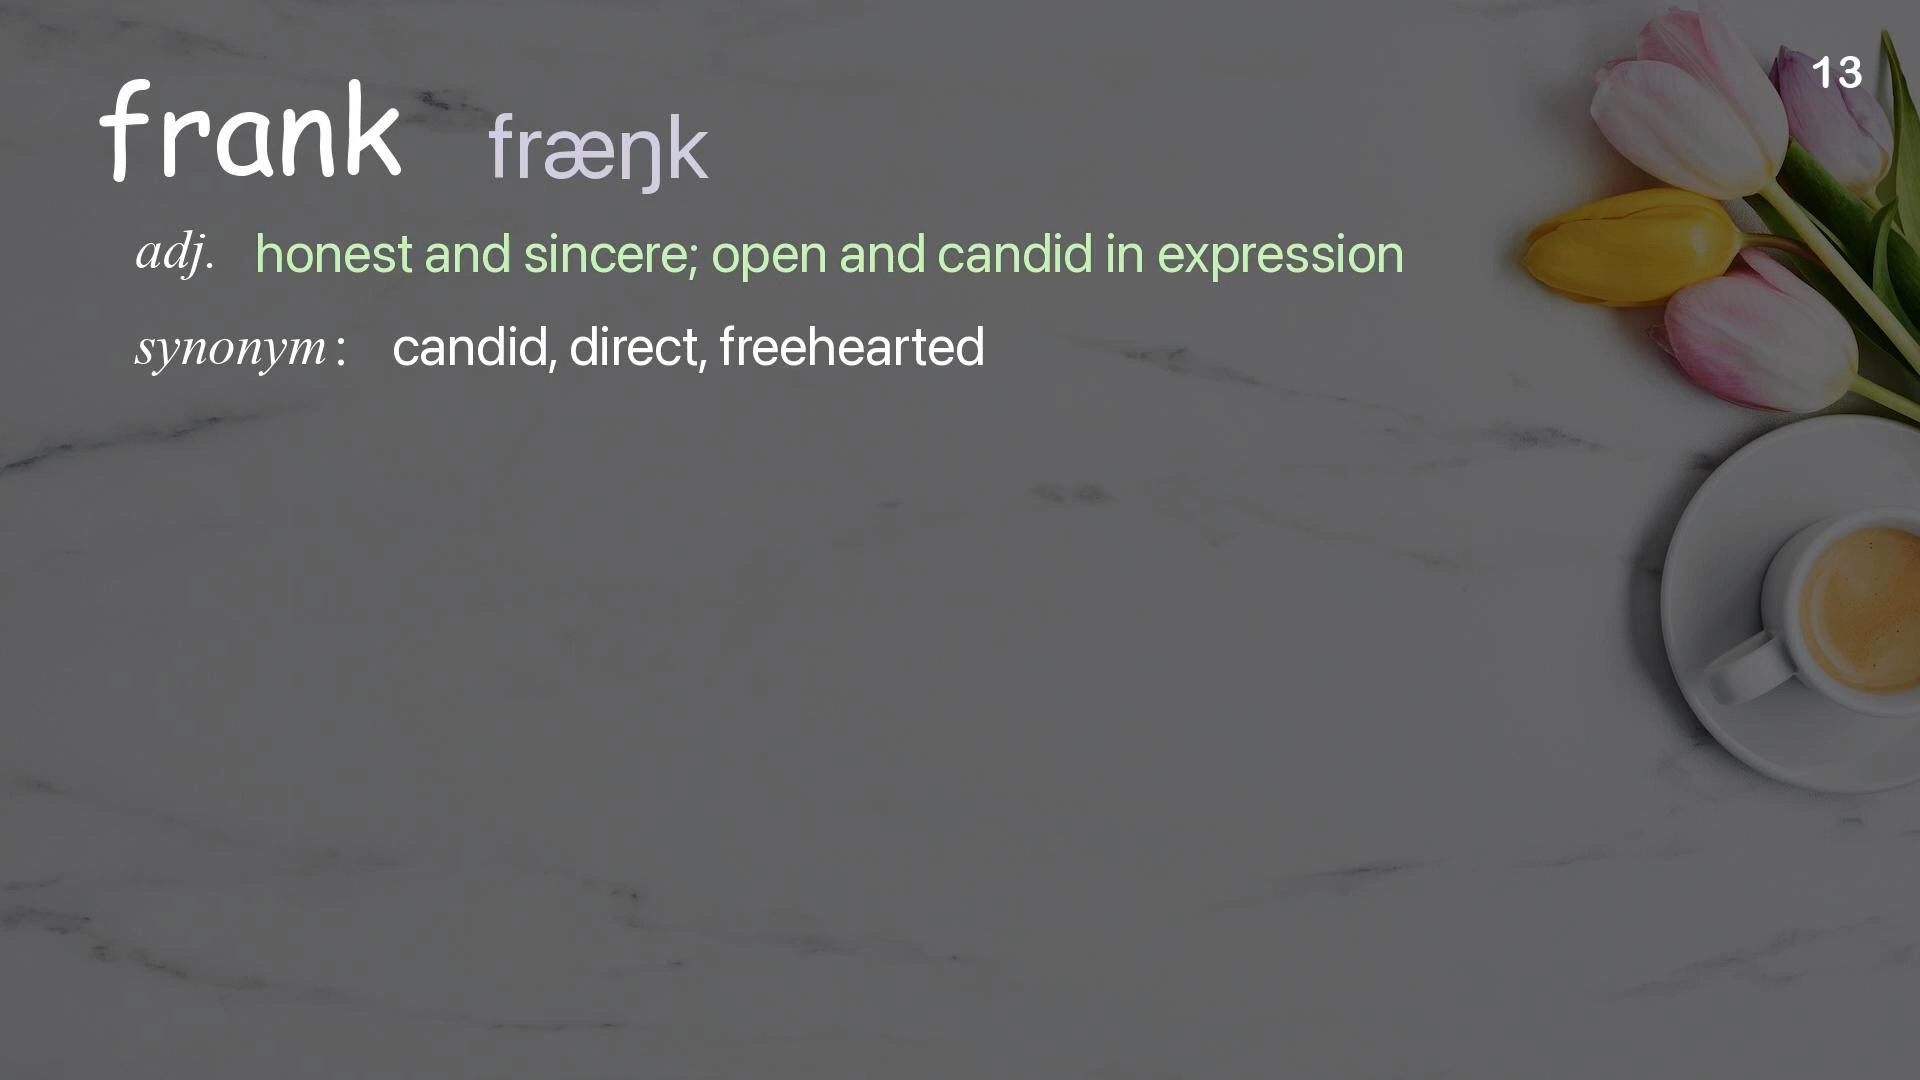 13
frank fræŋk
adj. honest and sincere; open and candid in expression
synonym: candid, direct, freehearted